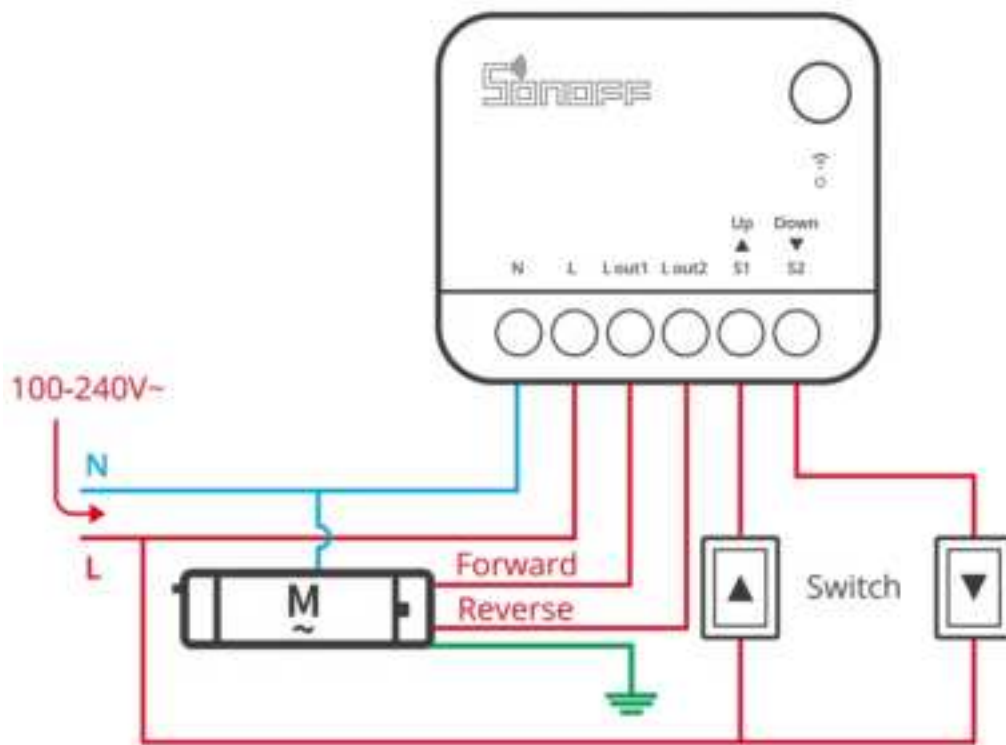 SONOFF
Up Down
▲ ▼
N L L out1 L out2 S1 S2
100-240V~
N
L
Forward
Reverse
M
~
▲ Switch ▼